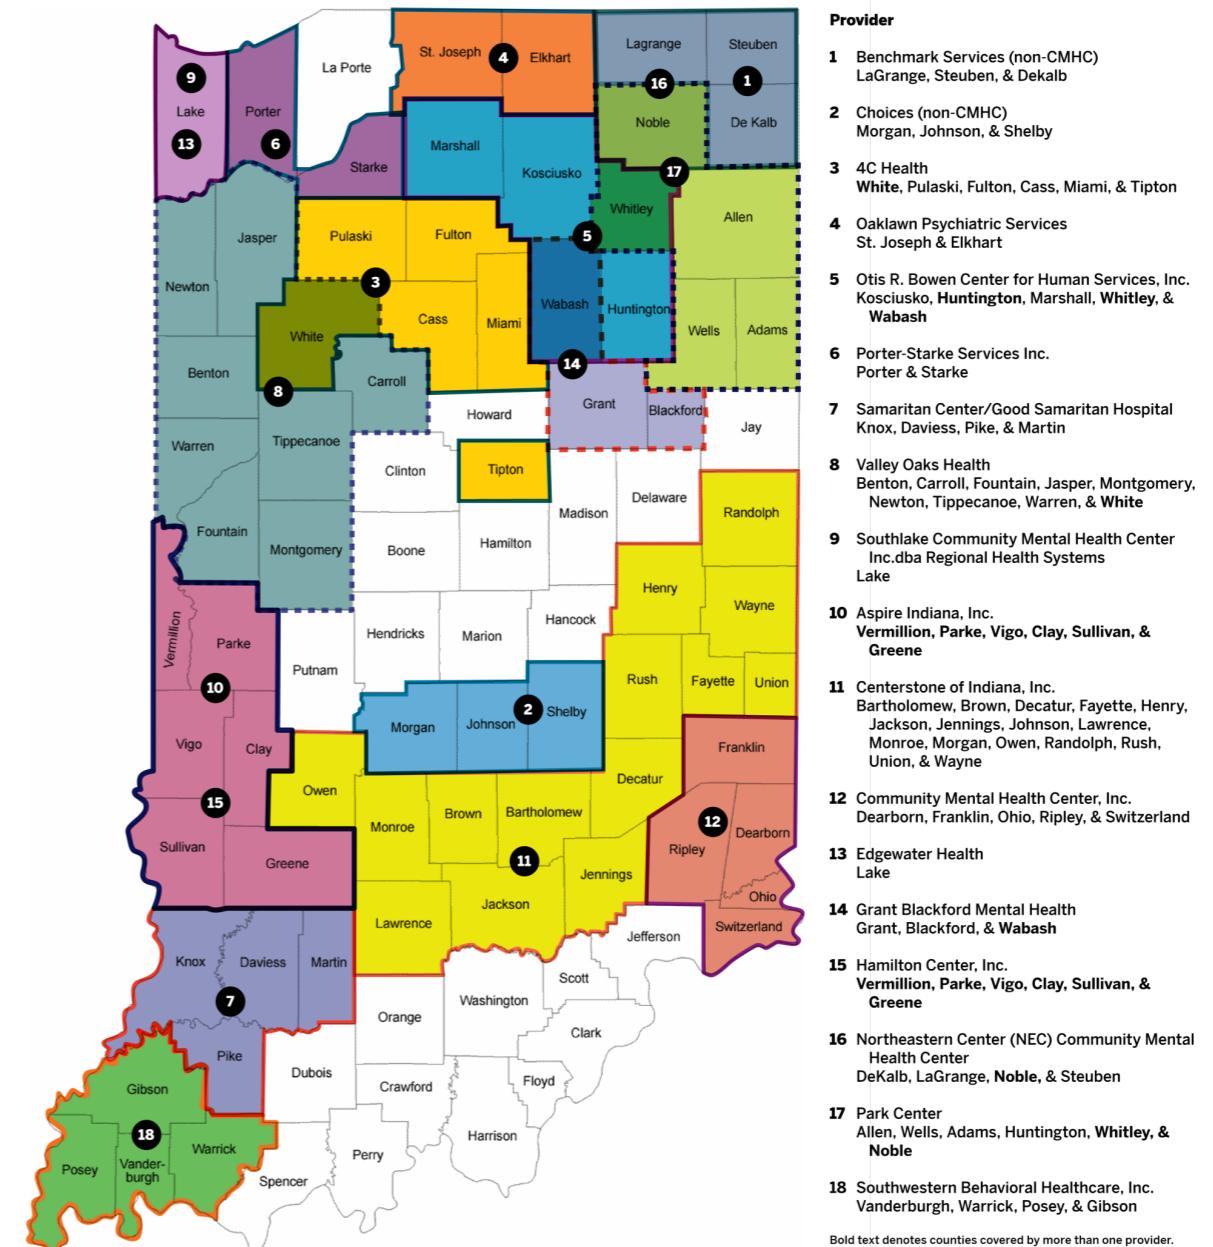 Provider
1 Benchmark Services (non-CMHC)
LaGrange, Steuben, & Dekalb
2 Choices (non-CMHC)
Morgan, Johnson, & Shelby
3 4C Health
White, Pulaski, Fulton, Cass, Miami, & Tipton
4 Oaklawn Psychiatric Services
St. Joseph & Elkhart
5 Otis R. Bowen Center for Human Services, Inc.
Kosciusko, Huntington, Marshall, Whitley, &
Wabash
6 Porter-Starke Services Inc.
Porter & Starke
7 Samaritan Center/Good Samaritan Hospital
Knox, Daviess, Pike, & Martin
8 Valley Oaks Health
Benton, Carroll, Fountain, Jasper, Montgomery,
Newton, Tippecanoe, Warren, & White
9 Southlake Community Mental Health Center
Inc.dba Regional Health Systems
Lake
10 Aspire Indiana, Inc.
Vermillion, Parke, Vigo, Clay, Sullivan, &
Greene
11 Centerstone of Indiana, Inc.
Bartholomew, Brown, Decatur, Fayette, Henry,
Jackson, Jennings, Johnson, Lawrence,
Monroe, Morgan, Owen, Randolph, Rush,
Union, & Wayne
12 Community Mental Health Center, Inc.
Dearborn, Franklin, Ohio, Ripley, & Switzerland
13 Edgewater Health
Lake
14 Grant Blackford Mental Health
Grant, Blackford, & Wabash
15 Hamilton Center, Inc.
Vermillion, Parke, Vigo, Clay, Sullivan, &
Greene
16 Northeastern Center (NEC) Community Mental
Health Center
DeKalb, LaGrange, Noble, & Steuben
17 Park Center
Allen, Wells, Adams, Huntington, Whitley, &
Noble
18 Southwestern Behavioral Healthcare, Inc.
Vanderburgh, Warrick, Posey, & Gibson
Bold text denotes counties covered by more than one provider.
Lagrange
Steuben
St. Joseph
4
Elkhart
La Porte
9
16
1
Lake
Porter
Noble
De Kalb
13
6
Marshall
Starke
Kosciusko
17
Whitley
Allen
Jasper
Pulaski
Fulton
5
Newton
3
Wabash
Huntington
White
Cass
Miami
Wells
Adams
14
Benton
Carroll
8
Grant
Blackford
Howard
Jay
Warren
Tippecanoe
Clinton
Tipton
Delaware
Madison
Randolph
Fountain
Montgomery
Boone
Hamilton
Henry
Wayne
Vermillion
Parke
Hendricks
Marion
Hancock
Putnam
10
Rush
Fayette
Union
2
Morgan
Johnson
Shelby
Vigo
Clay
Franklin
Owen
Decatur
15
Monroe
Brown
Bartholomew
12
Dearborn
Sullivan
Ripley
Greene
11
Jennings
Jackson
Ohio
Lawrence
Switzerland
Jefferson
Knox
Daviess
Martin
Scott
7
Washington
Orange
Clark
Pike
Dubois
Floyd
Crawford
Gibson
18
Harrison
Warrick
Perry
Posey
Vander-
burgh
Spencer